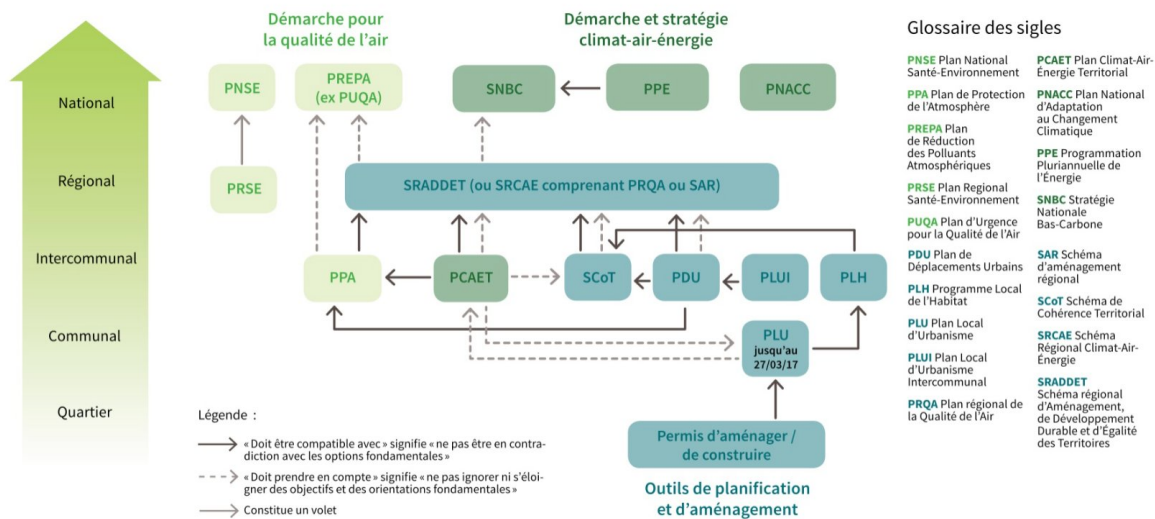 Démarche pour
la qualité de l'air
Démarche et stratégie
climat-air-énergie
National
Régional
Intercommunal
Communal
Quartier
PNSE
PREPA
(ex PUQA)
SNBC
PPE
PNACC
PRSE
SRADDET (ou SRCAE comprenant PRQA ou SAR)
PPA
PCAET
SCoT
PDU
PLUI
PLH
PLU
jusqu'au
27/03/17
Permis d'aménager /
de construire
Outils de planification
et d'aménagement
Légende :
« Doit être compatible avec » signifie « ne pas être en contra-
diction avec les options fondamentales »
« Doit prendre en compte » signifie « ne pas ignorer ni s'éloi-
gner des objectifs et des orientations fondamentales »
Constitue un volet
Glossaire des sigles
PNSE Plan National
Santé-Environnement
PPA Plan de Protection
de l'Atmosphère
PREPA Plan
de Réduction
des Polluants
Atmosphériques
PRSE Plan Regional
Santé-Environnement
PUQA Plan d'Urgence
pour la Qualité de l'Air
PDU Plan de
Déplacements Urbains
PLH Programme Local
de l'Habitat
PLU Plan Local
d'Urbanisme
PLUI Plan Local
d'Urbanisme
Intercommunal
PRQA Plan régional de
la Qualité de l'Air
PCAET Plan Climat-Air-
Énergie Territorial
PNACC Plan National
d'Adaptation
au Changement
Climatique
PPE Programmation
Pluriannuelle de
l'Énergie
SNBC Stratégie
Nationale
Bas-Carbone
SAR Schéma
d'aménagement
régional
SCoT Schéma de
Cohérence Territorial
SRCAE Schéma
Régional Climat-Air-
Énergie
SRADDET
Schéma régional
d'Aménagement,
de Développement
Durable et d'Égalité
des Territoires